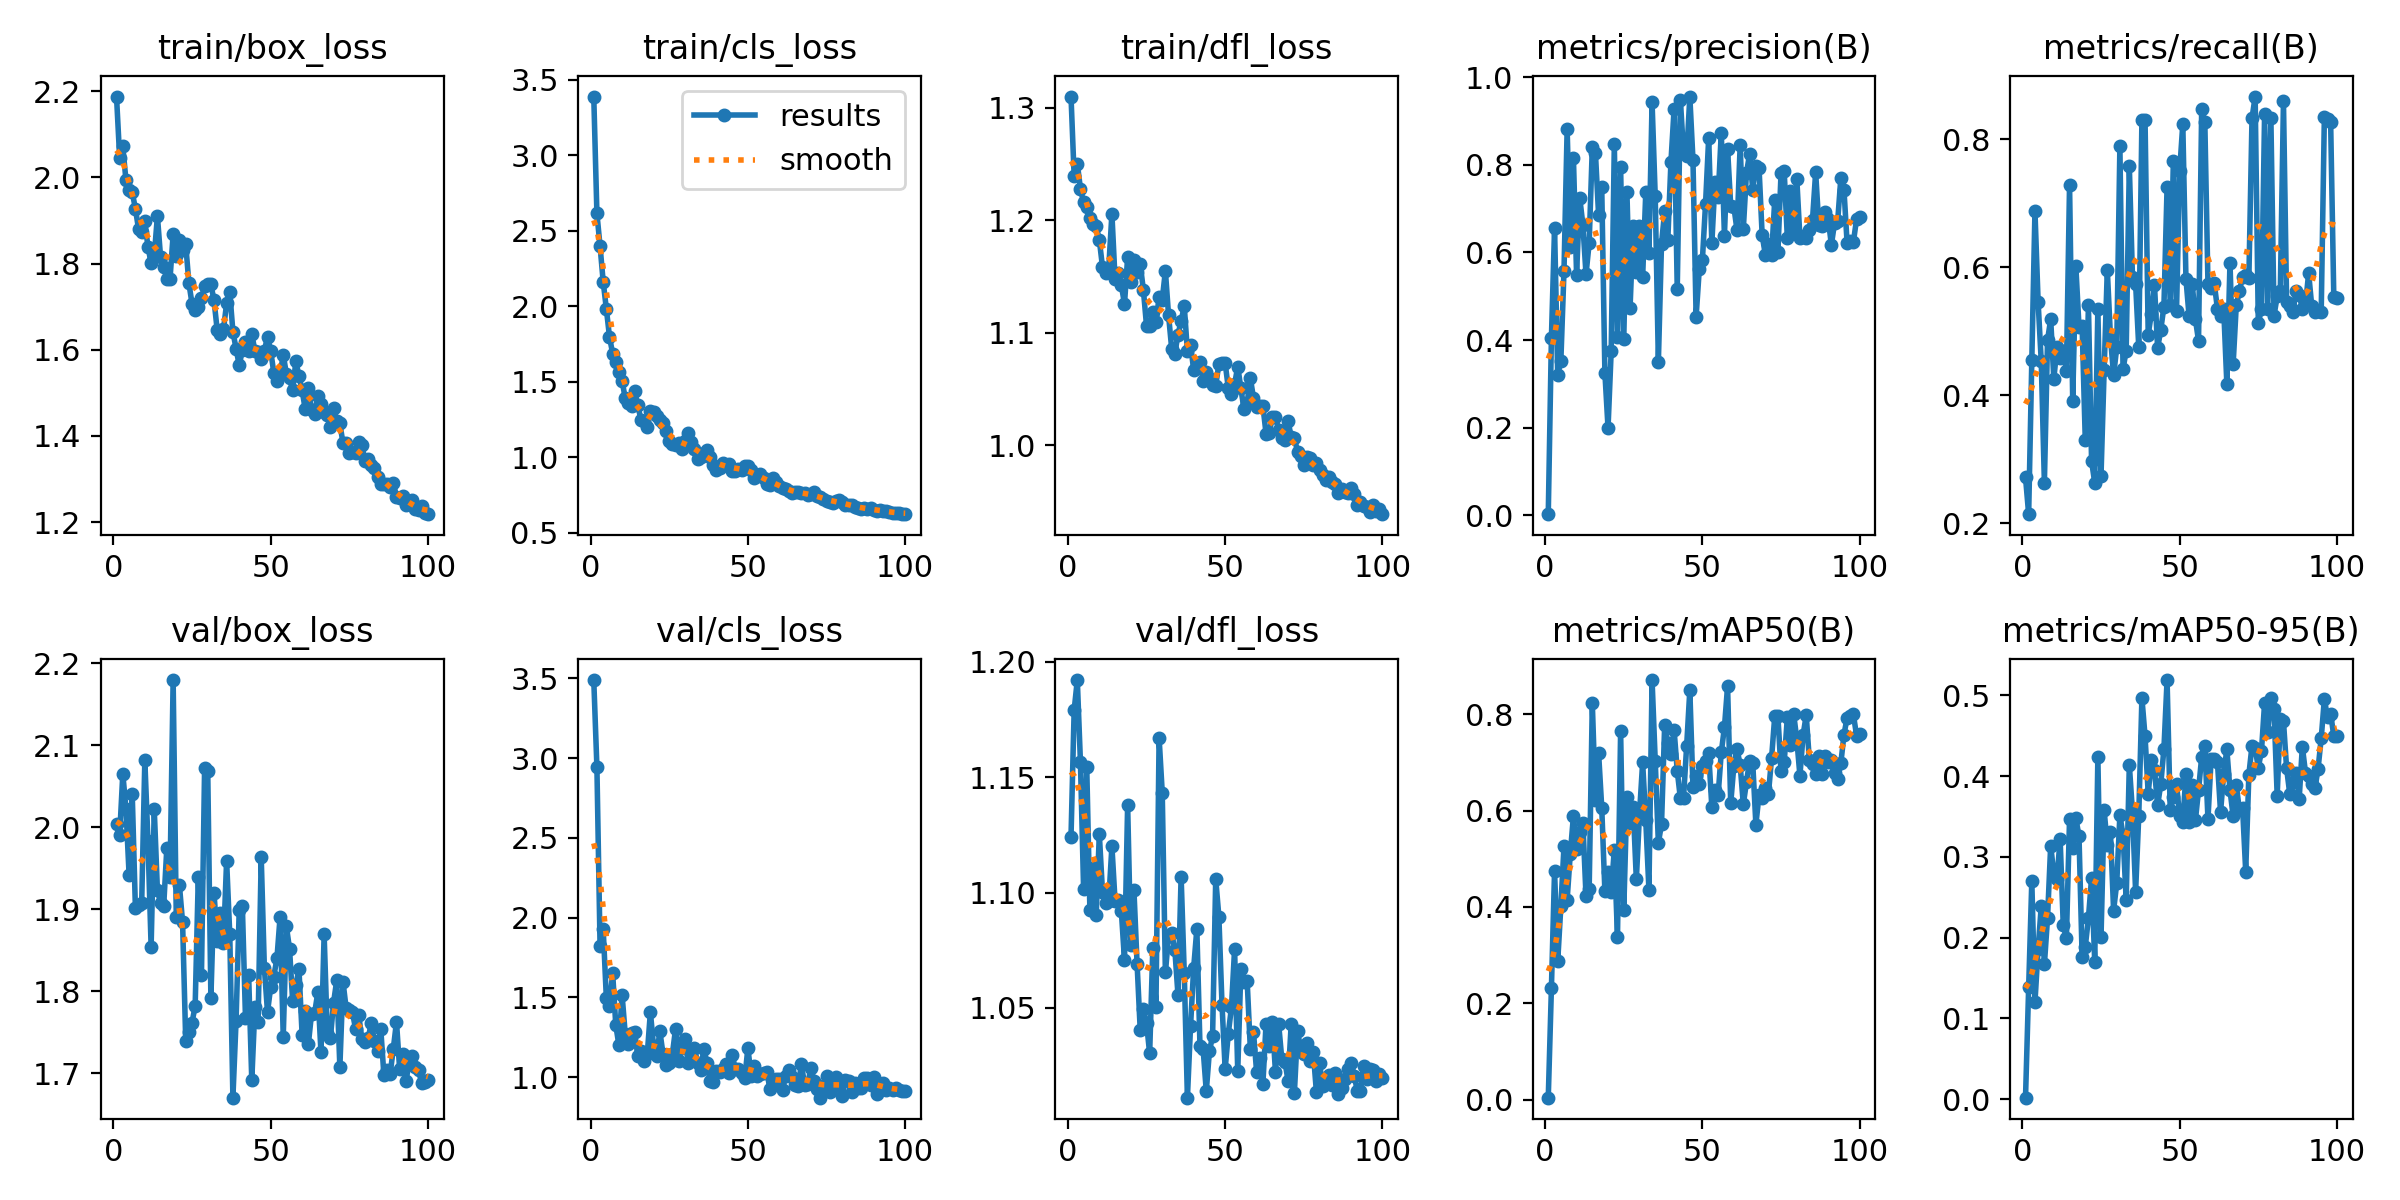 train/box_loss
2.2
2.0
1.8
1.6
1.4
1.2
0 50 100
train/cls_loss
results
smooth
3.5
3.0
2.5
2.0
1.5
1.0
0.5
0 50 100
train/dfl_loss
1.3
1.2
1.1
1.0
0 50 100
metrics/precision(B)
1.0
0.8
0.6
0.4
0.2
0.0
0 50 100
metrics/recall(B)
0.8
0.6
0.4
0.2
0 50 100
val/box_loss
2.2
2.1
2.0
1.9
1.8
1.7
0 50 100
val/cls_loss
3.5
3.0
2.5
2.0
1.5
1.0
0 50 100
val/dfl_loss
1.20
1.15
1.10
1.05
0 50 100
metrics/mAP50(B)
0.8
0.6
0.4
0.2
0.0
0 50 100
metrics/mAP50-95(B)
0.5
0.4
0.3
0.2
0.1
0.0
0 50 100